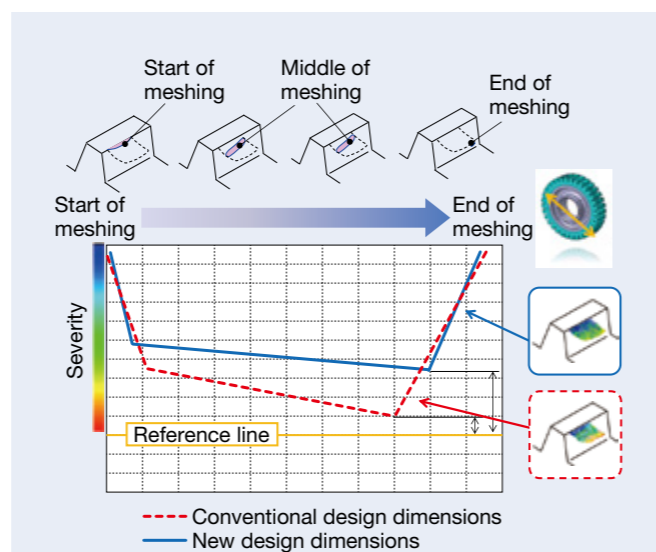 Start of
meshing
Middle of
meshing
End of
meshing
Start of
meshing
End of
meshing
Severity
Reference line
Conventional design dimensions
New design dimensions